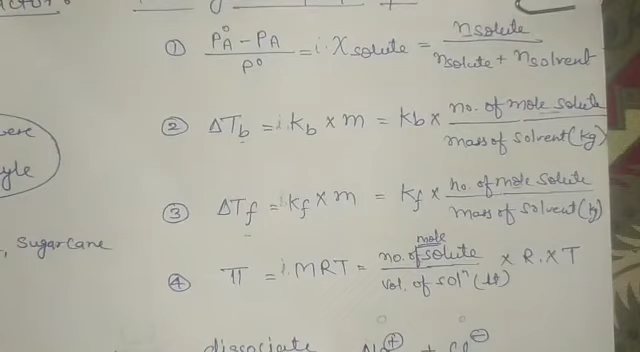 ① P°A − PA / P° = i. Xsolute = nsolute / nsolute + nsolvent
② ΔTb = i. Kb × m = Kb × no. of mole solute / mass of solvent (kg)
③ ΔTf = i Kf × m = Kf × no. of mole solute / mass of solvent (kg)
, Sugarcane
④ π = i. MRT = no. of mole solute / vol. of solⁿ (lt) × R. × T
dissociate Na⊕ + Cl⊖